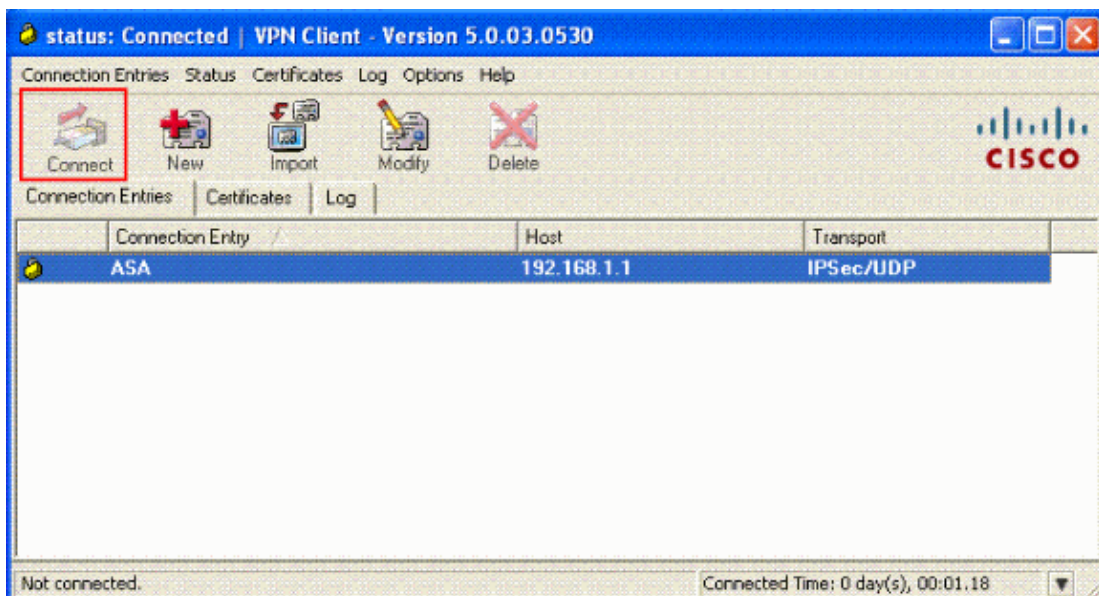 status: Connected | VPN Client - Version 5.0.03.0530
Connection Entries Status Certificates Log Options Help
Connect New Import Modify Delete
CISCO
Connection Entries Certificates Log
Connection Entry Host Transport
ASA 192.168.1.1 IPSec/UDP
Not connected. Connected Time: 0 day(s), 00:01.18